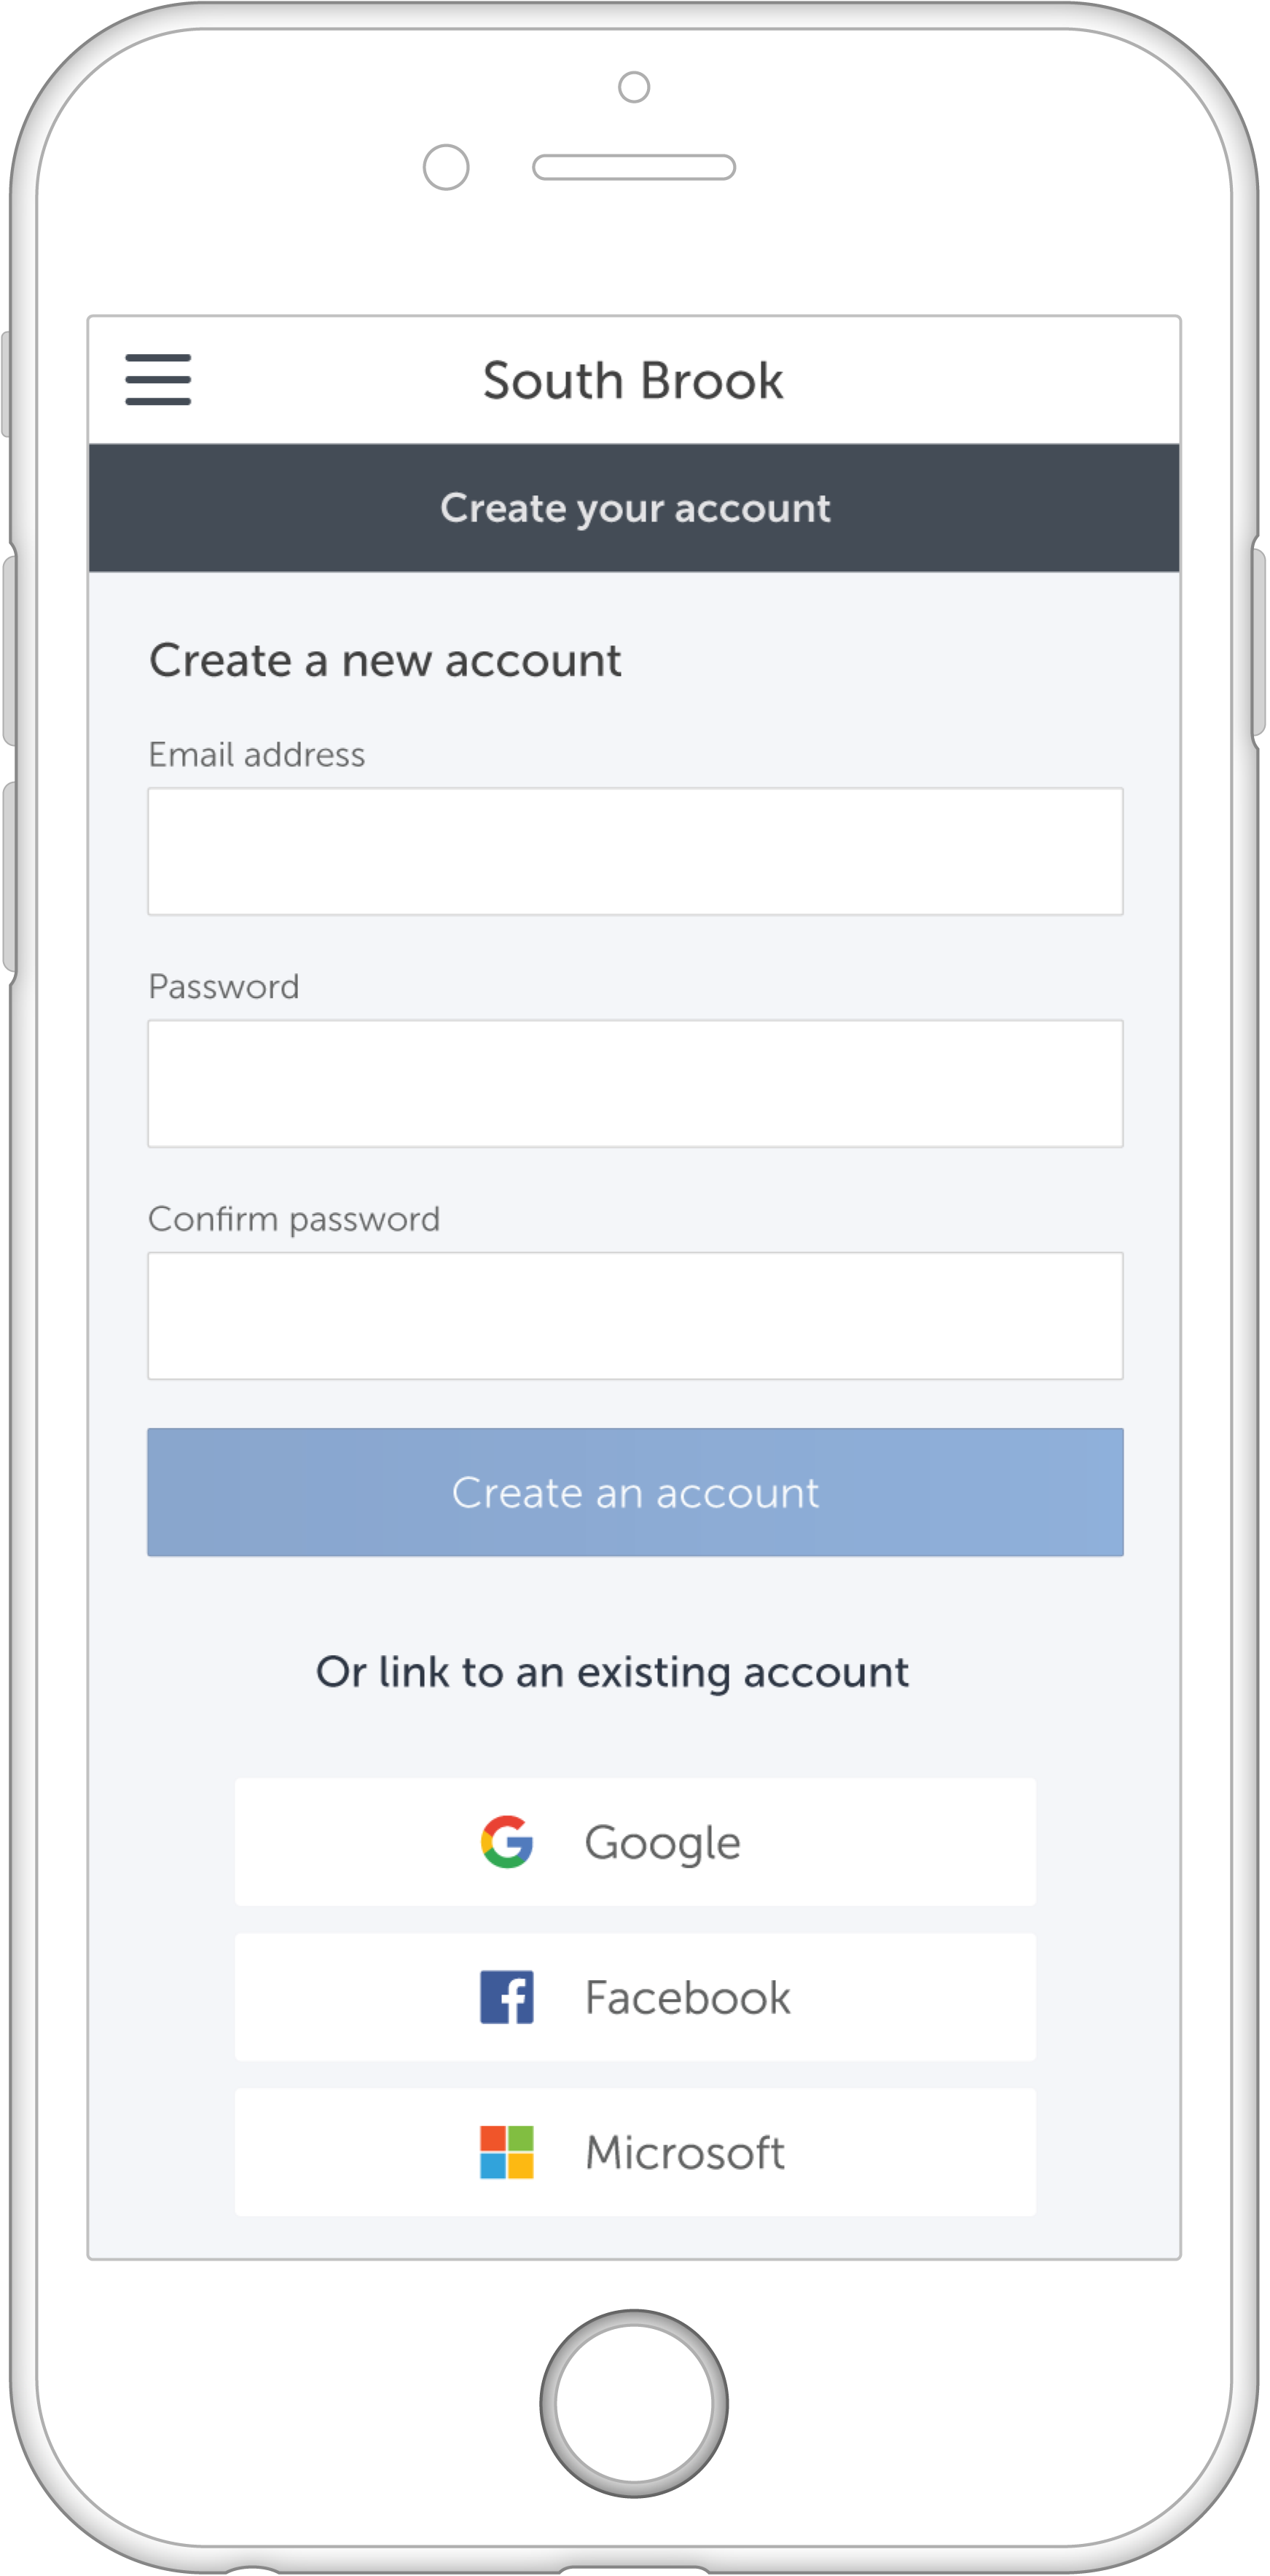 South Brook
Create your account
Create a new account
Email address
Password
Confirm password
Create an account
Or link to an existing account
Google
Facebook
Microsoft